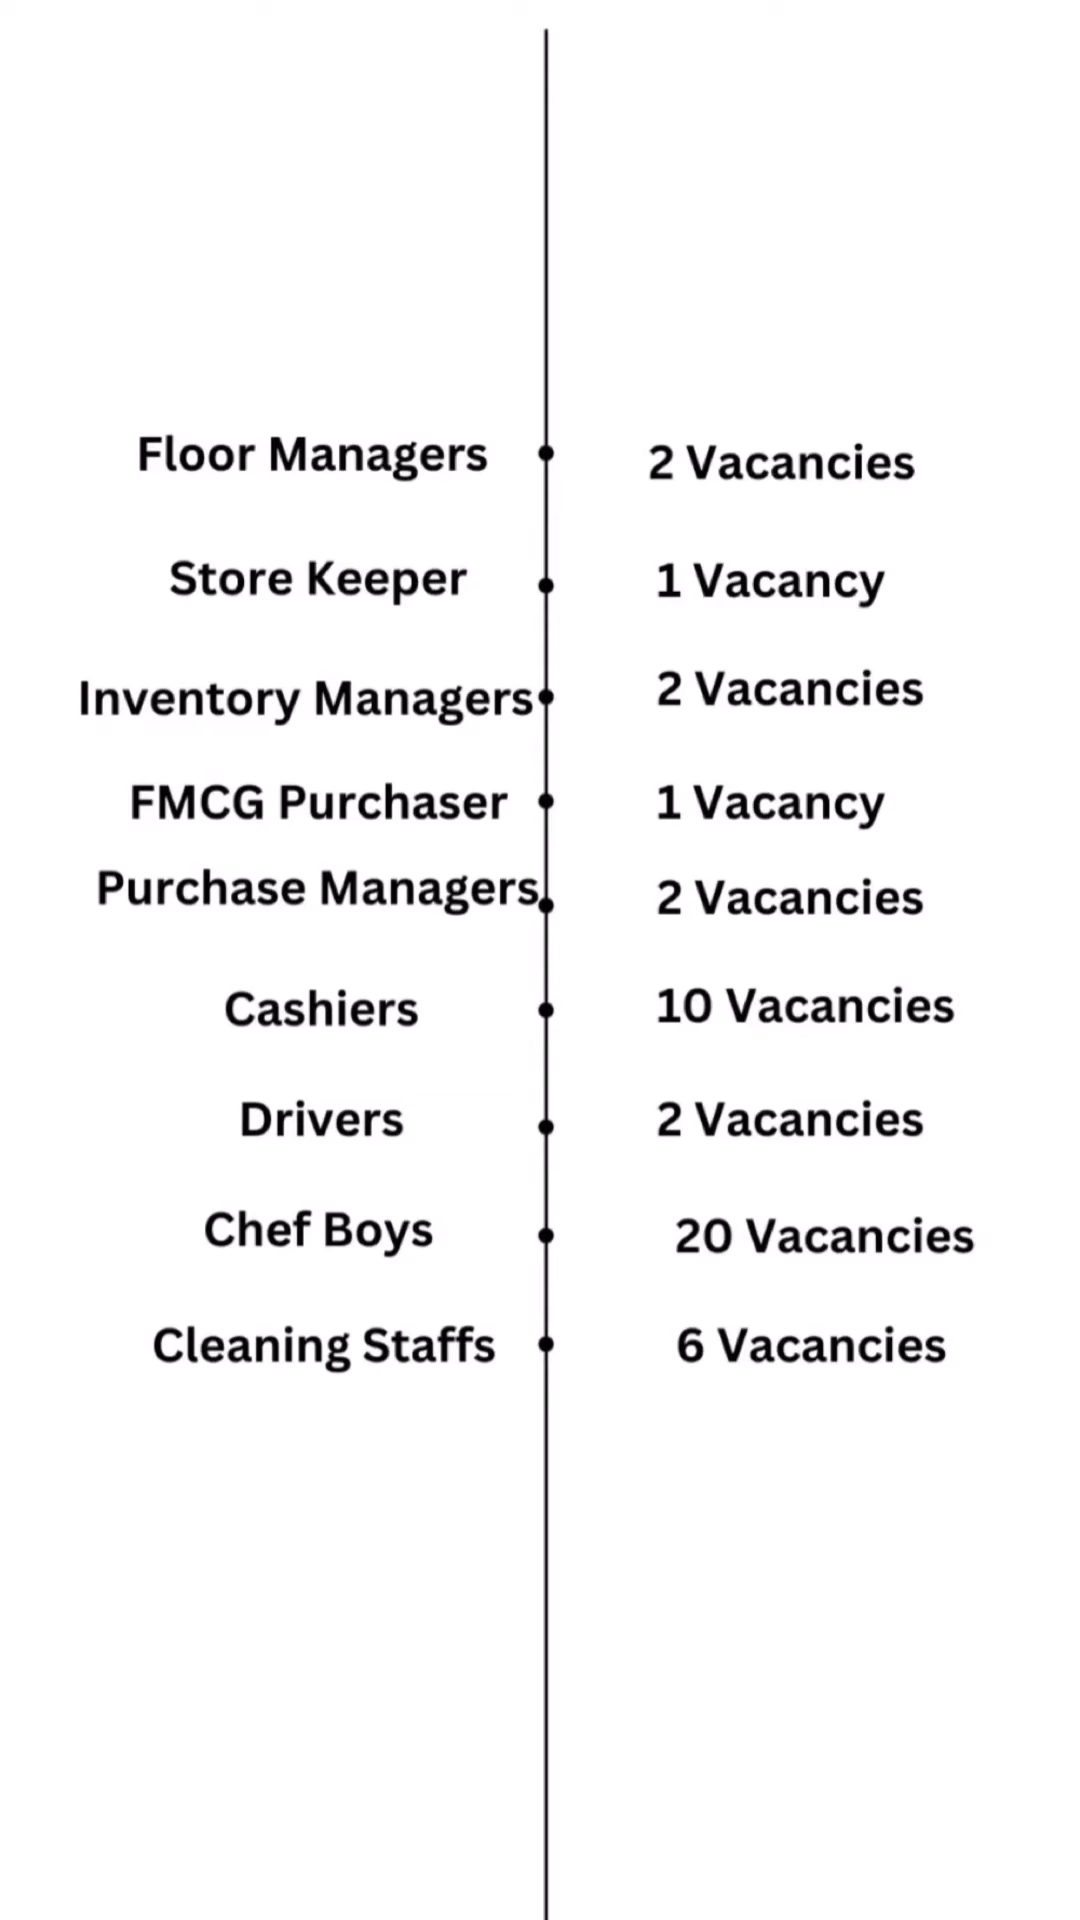 Floor Managers
2 Vacancies
Store Keeper
1 Vacancy
Inventory Managers
2 Vacancies
FMCG Purchaser
1 Vacancy
Purchase Managers
2 Vacancies
Cashiers
10 Vacancies
Drivers
2 Vacancies
Chef Boys
20 Vacancies
Cleaning Staffs
6 Vacancies